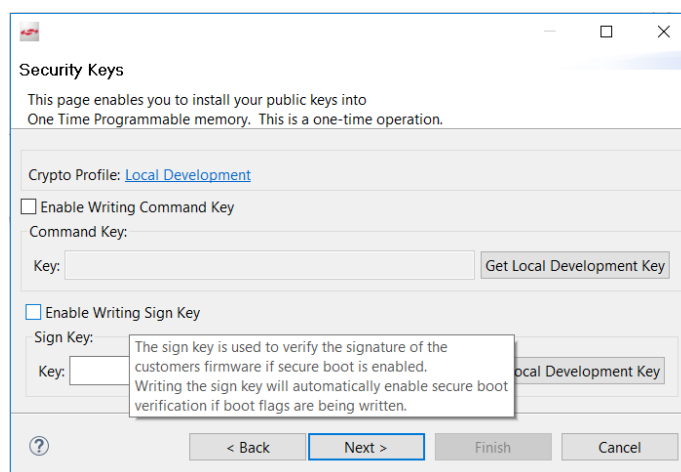 Security Keys
This page enables you to install your public keys into
One Time Programmable memory. This is a one-time operation.
Crypto Profile: Local Development
Enable Writing Command Key
Command Key:
Key: Get Local Development Key
Enable Writing Sign Key
Sign Key:
The sign key is used to verify the signature of the
customers firmware if secure boot is enabled.
Writing the sign key will automatically enable secure boot
verification if boot flags are being written.
Key: ocal Development Key
? < Back Next > Finish Cancel